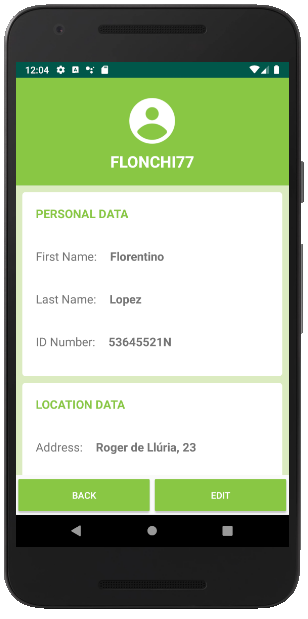 12:04
FLONCHI77
PERSONAL DATA
First Name: Florentino
Last Name: Lopez
ID Number: 53645521N
LOCATION DATA
Address: Roger de Llúria, 23
BACK EDIT